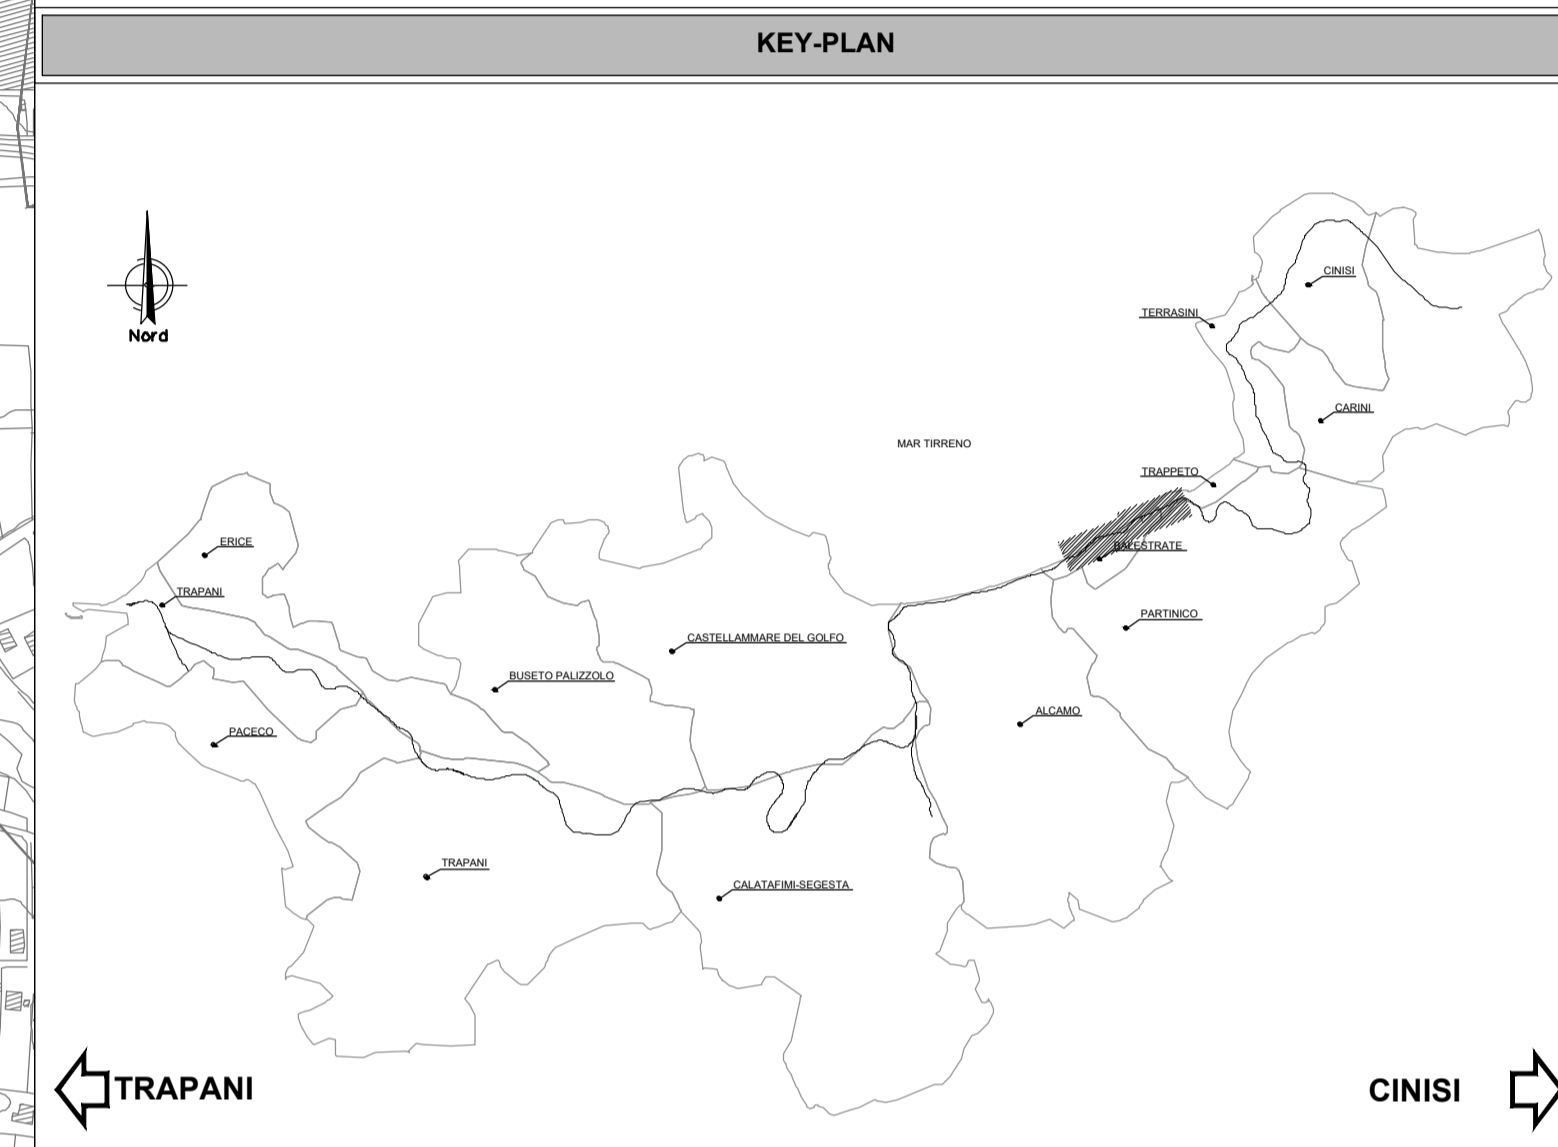 KEY-PLAN
Nord
CINISI
TERRASINI
CARINI
MAR TIRRENO
TRAPPETO
ERICE
BALESTRATE
TRAPANI
PARTINICO
CASTELLAMMARE DEL GOLFO
BUSETO PALIZZOLO
ALCAMO
PACECO
TRAPANI
CALATAFIMI-SEGESTA
TRAPANI
CINISI